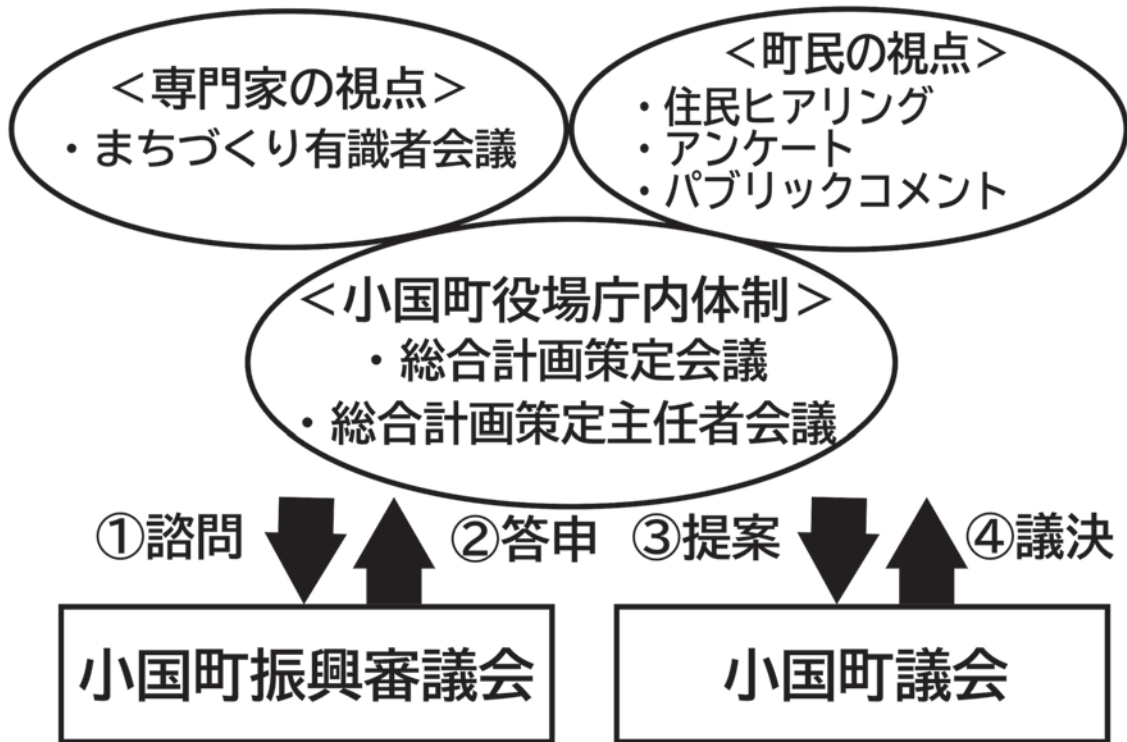 ＜専門家の視点＞
・まちづくり有識者会議
＜町民の視点＞
・住民ヒアリング
・アンケート
・パブリックコメント
＜小国町役場庁内体制＞
・総合計画策定会議
・総合計画策定主任者会議
①諮問
②答申
③提案
④議決
小国町振興審議会
小国町議会